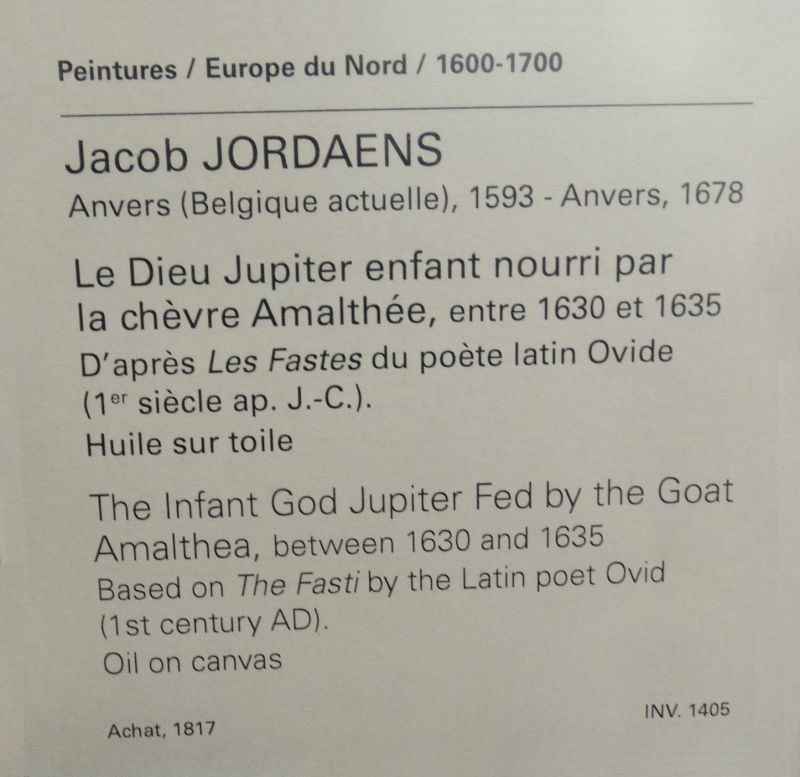 Peintures / Europe du Nord / 1600-1700
Jacob JORDAENS
Anvers (Belgique actuelle), 1593 - Anvers, 1678
Le Dieu Jupiter enfant nourri par
la chèvre Amalthée, entre 1630 et 1635
D'après Les Fastes du poète latin Ovide
(1er siècle ap. J.-C.).
Huile sur toile
The Infant God Jupiter Fed by the Goat
Amalthea, between 1630 and 1635
Based on The Fasti by the Latin poet Ovid
(1st century AD).
Oil on canvas
Achat, 1817
INV. 1405